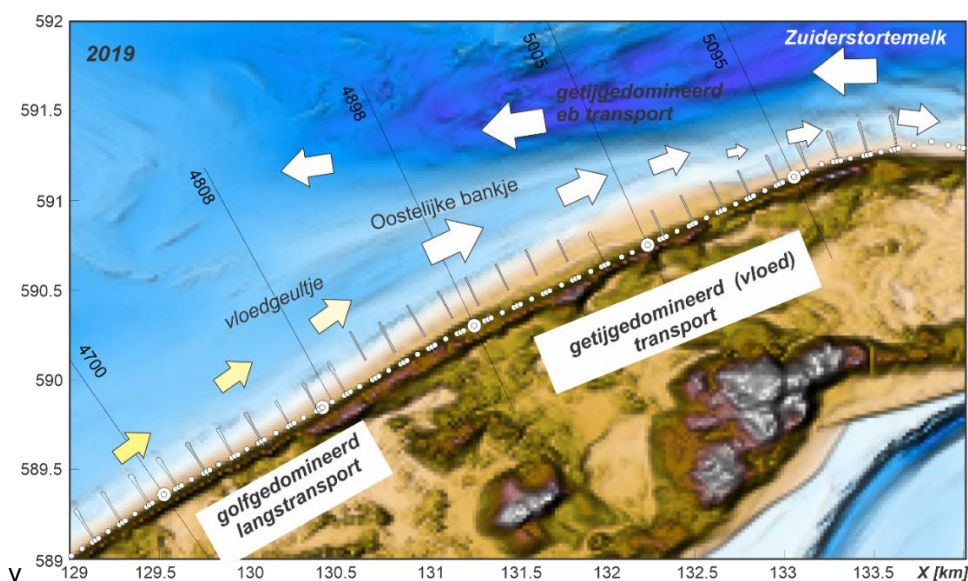 592
2019
Zuiderstortemelk
5005
5095
591.5
getijgedomineerd
eb transport
4898
4808
591
Oostelijke bankje
590.5
vloedgeultje
getijgedomineerd (vloed)
transport
4700
590
589.5
golfgedomineerd
langstransport
589
v
129
129.5
130
130.5
131
131.5
132
132.5
133
133.5
X [km]